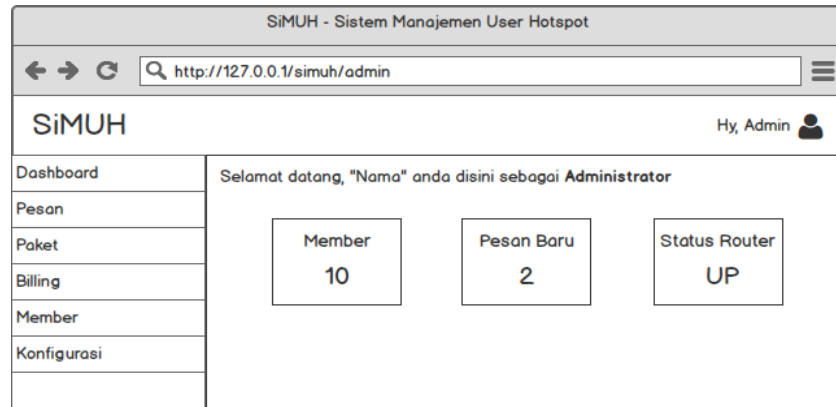 SiMUH - Sistem Manajemen User Hotspot
http://127.0.0.1/simuh/admin
SiMUH
Hy, Admin
Dashboard
Pesan
Paket
Billing
Member
Konfigurasi
Selamat datang, "Nama" anda disini sebagai Administrator
Member
10
Pesan Baru
2
Status Router
UP